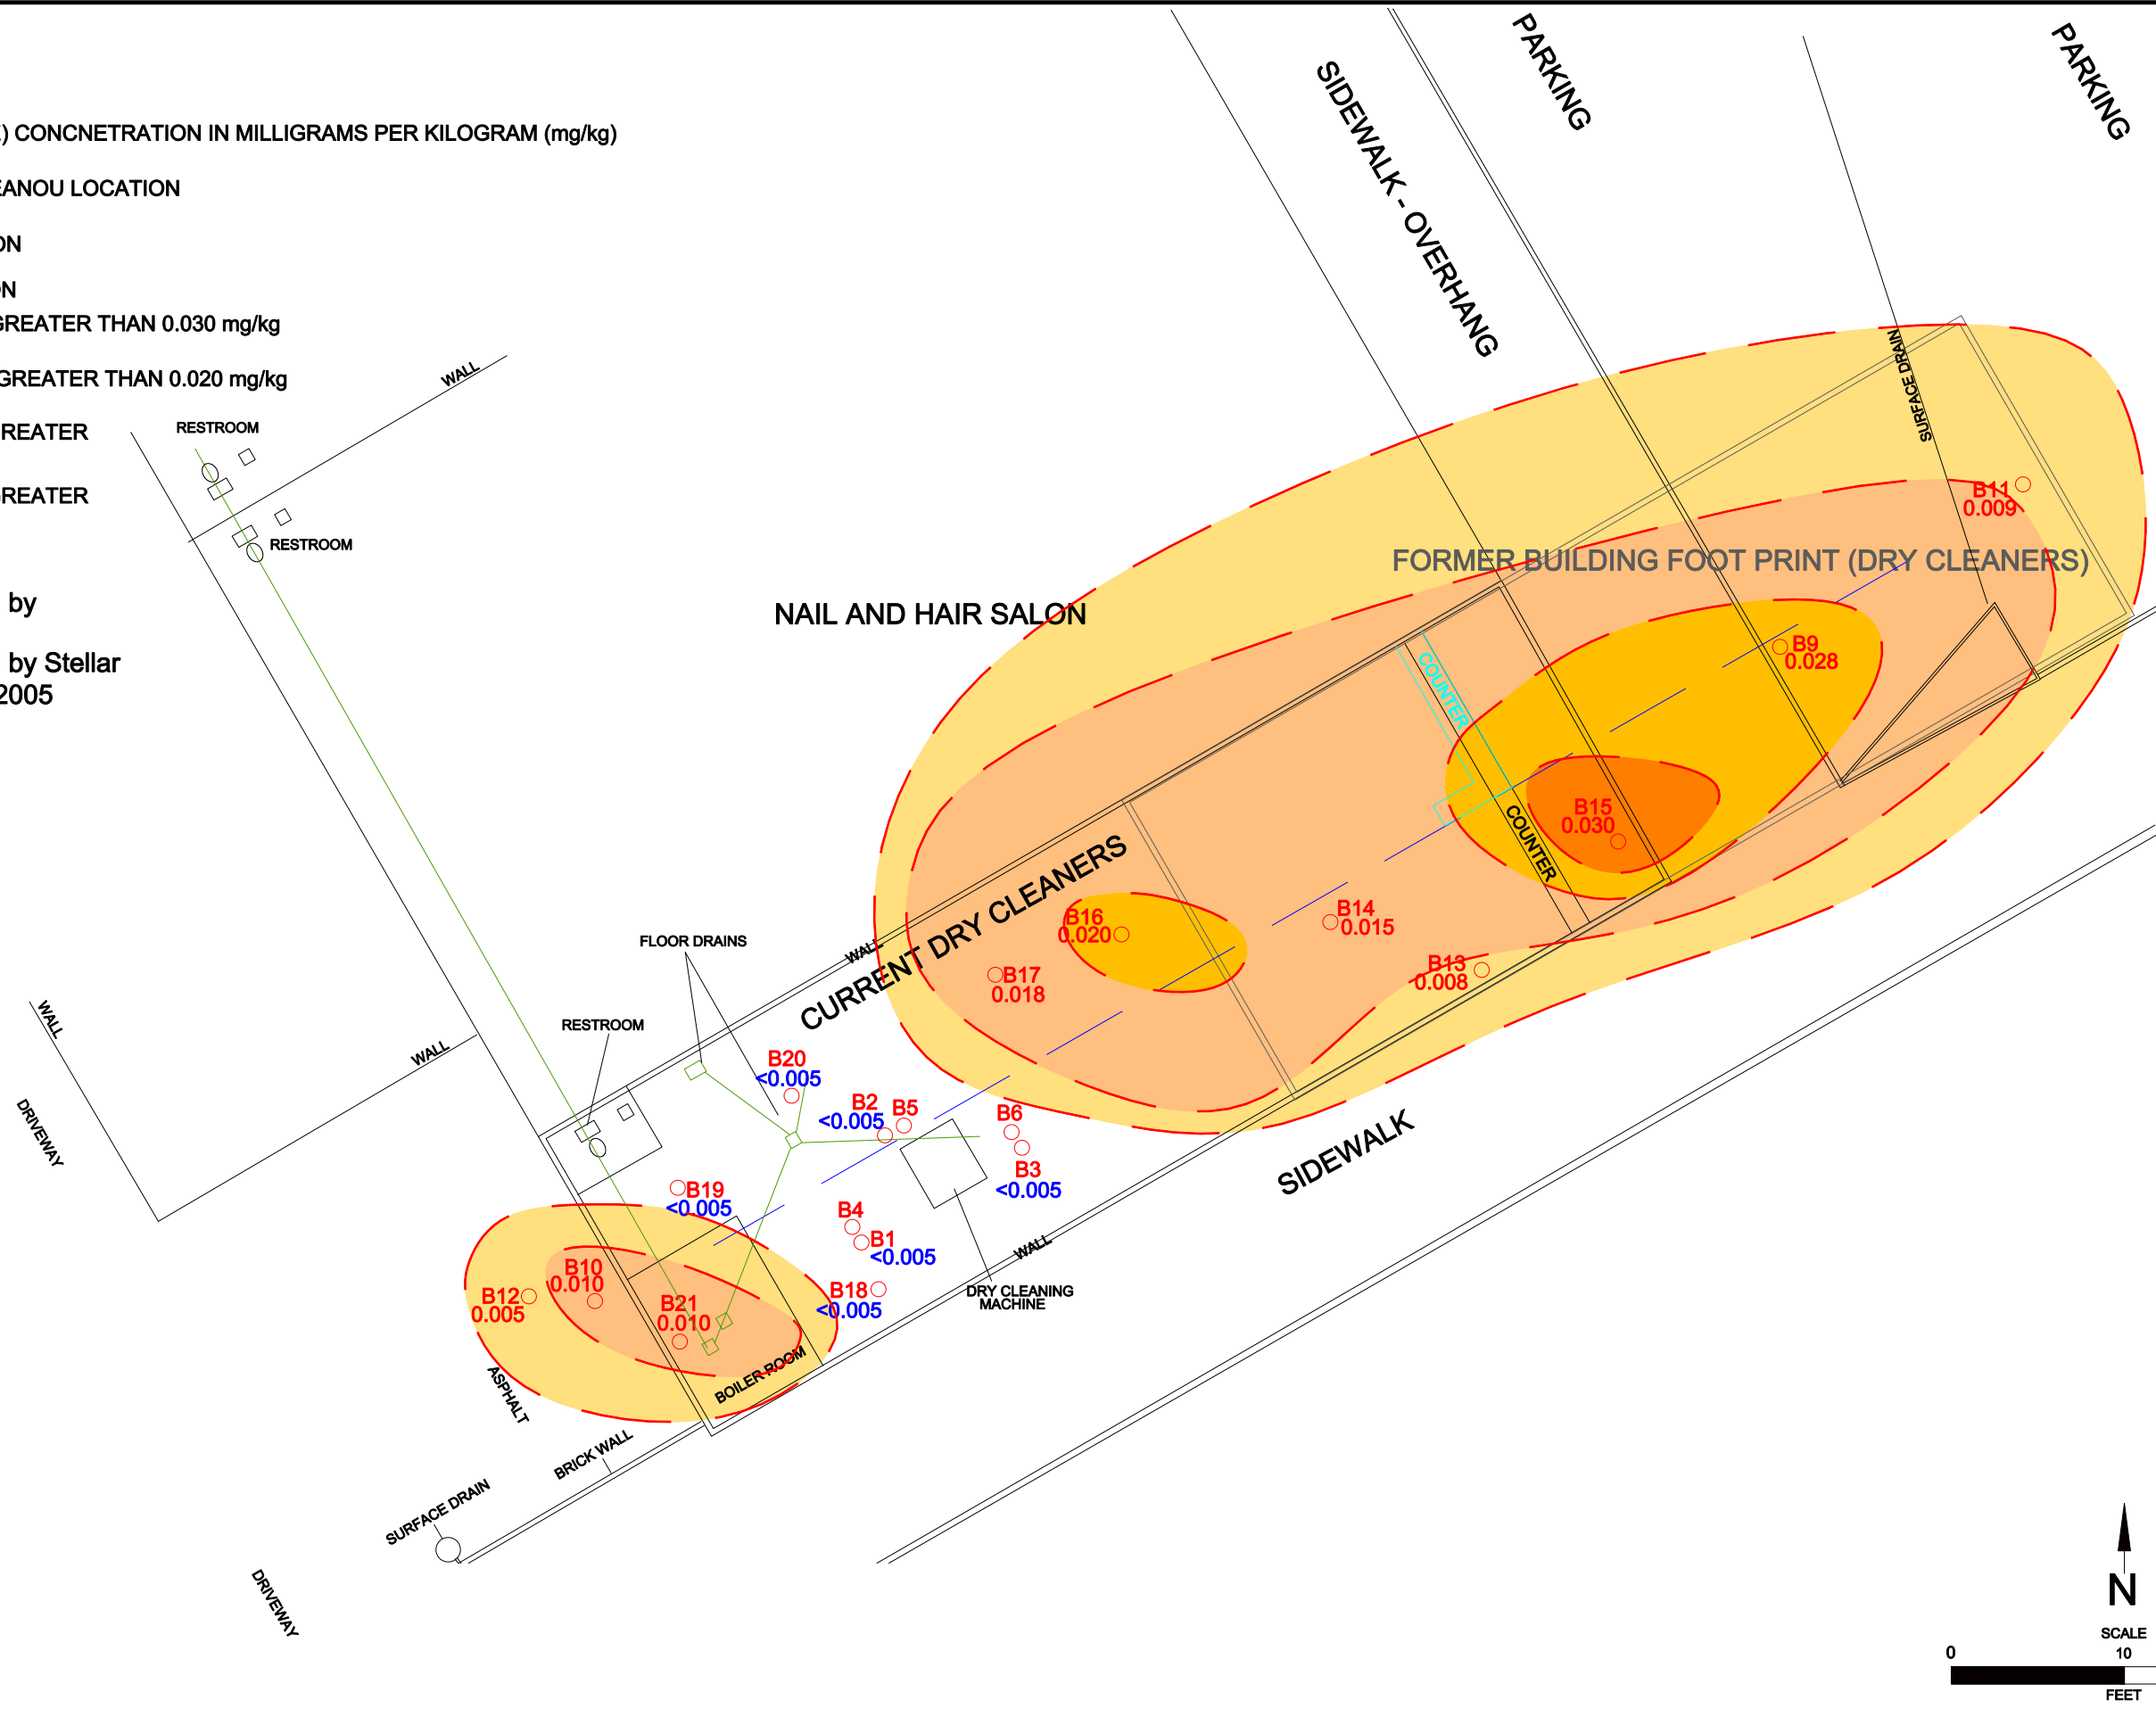 ) CONCNETRATION IN MILLIGRAMS PER KILOGRAM (mg/kg)
EANOU LOCATION
ON
ON
GREATER THAN 0.030 mg/kg
GREATER THAN 0.020 mg/kg
REATER
GREATER
by
by Stellar
2005
PARKING
PARKING
SIDEWALK - OVERHANG
SURFACE DRAIN
WALL
RESTROOM
RESTROOM
B11
0.009
FORMER BUILDING FOOT PRINT (DRY CLEANERS)
NAIL AND HAIR SALON
B9
0.028
COUNTER
COUNTER
B15
0.030
CURRENT DRY CLEANERS
B16
0.020
B14
0.015
B13
0.008
B17
0.018
WALL
FLOOR DRAINS
RESTROOM
WALL
WALL
DRIVEWAY
B20
<0.005
B2
<0.005
B5
B6
B3
<0.005
SIDEWALK
B19
<0.005
B4
B1
<0.005
WALL
B18
<0.005
DRY CLEANING
MACHINE
B12
0.005
B10
0.010
B21
0.010
BOILER ROOM
ASPHALT
BRICK WALL
SURFACE DRAIN
DRIVEWAY
N
SCALE
0
10
FEET